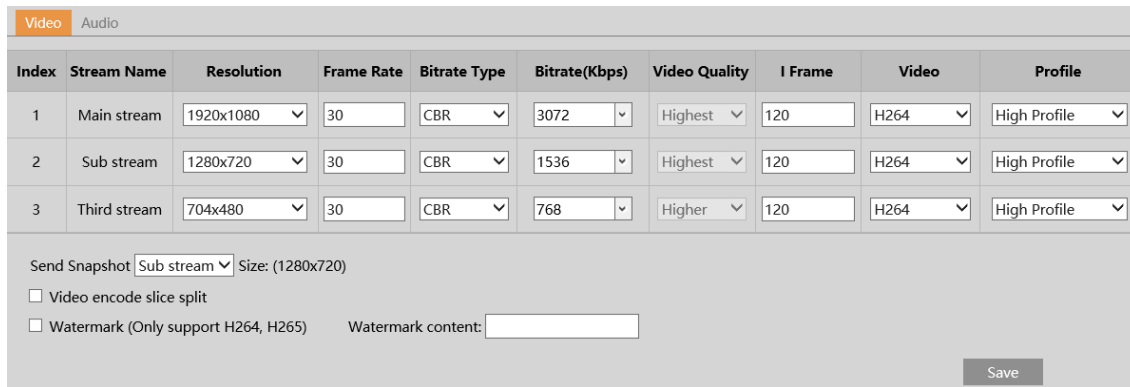 Video Audio
Index Stream Name Resolution Frame Rate Bitrate Type Bitrate(Kbps) Video Quality I Frame Video Profile
1 Main stream 1920x1080 30 CBR 3072 Highest 120 H264 High Profile
2 Sub stream 1280x720 30 CBR 1536 Highest 120 H264 High Profile
3 Third stream 704x480 30 CBR 768 Higher 120 H264 High Profile
Send Snapshot Sub stream Size: (1280x720)
Video encode slice split
Watermark (Only support H264, H265) Watermark content:
Save